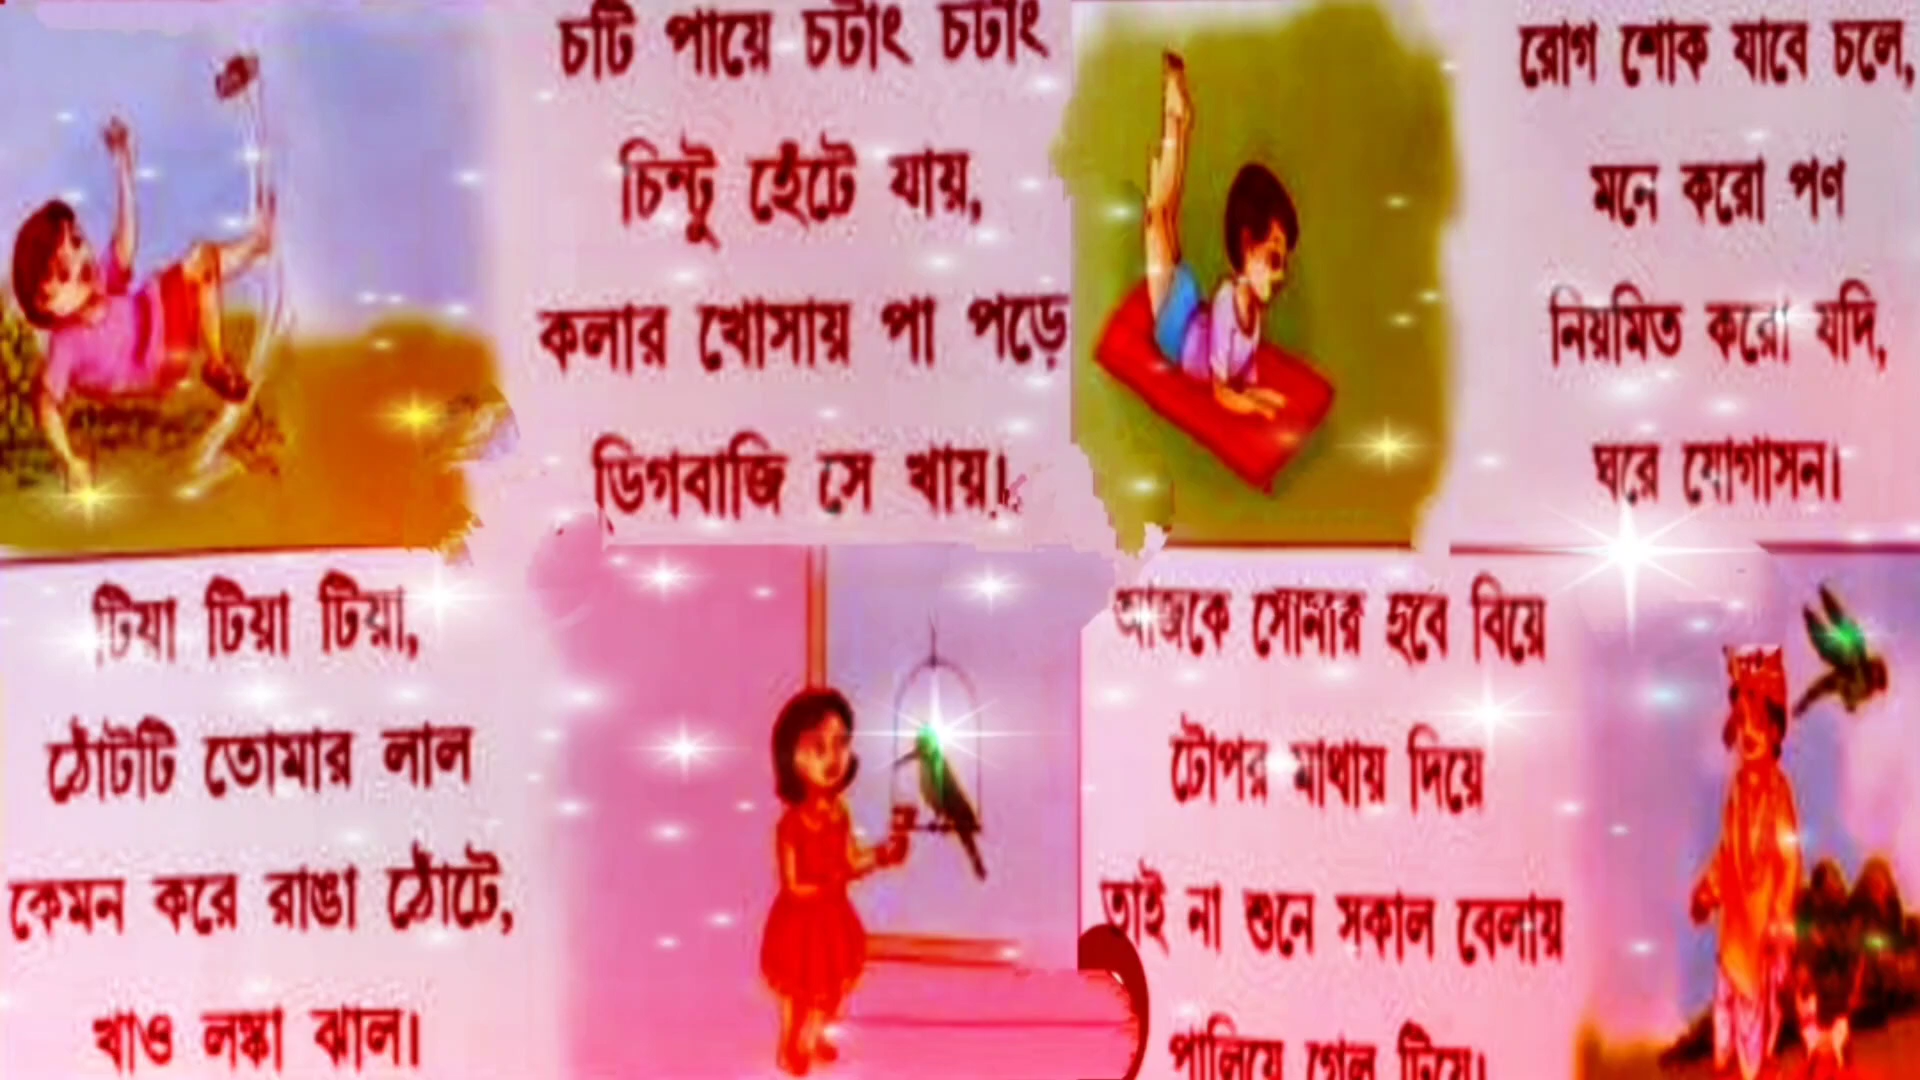 চটি পায়ে চটাং চটাং
চিন্টু হেঁটে যায়,
কলার খোসায় পা পড়ে
ডিগবাজি সে খায়।
রোগ শোক যাবে চলে,
মনে করো পণ
নিয়মিত করো যদি,
ঘরে যোগাসন।
টিয়া টিয়া টিয়া,
ঠোঁটটি তোমার লাল
কেমন করে রাঙা ঠোঁটে,
খাও লঙ্কা ঝাল।
আজকে সোনার হবে বিয়ে
টোপর মাথায় দিয়ে
তাই না শুনে সকাল বেলায়
পালিয়ে গেল টিয়ে।